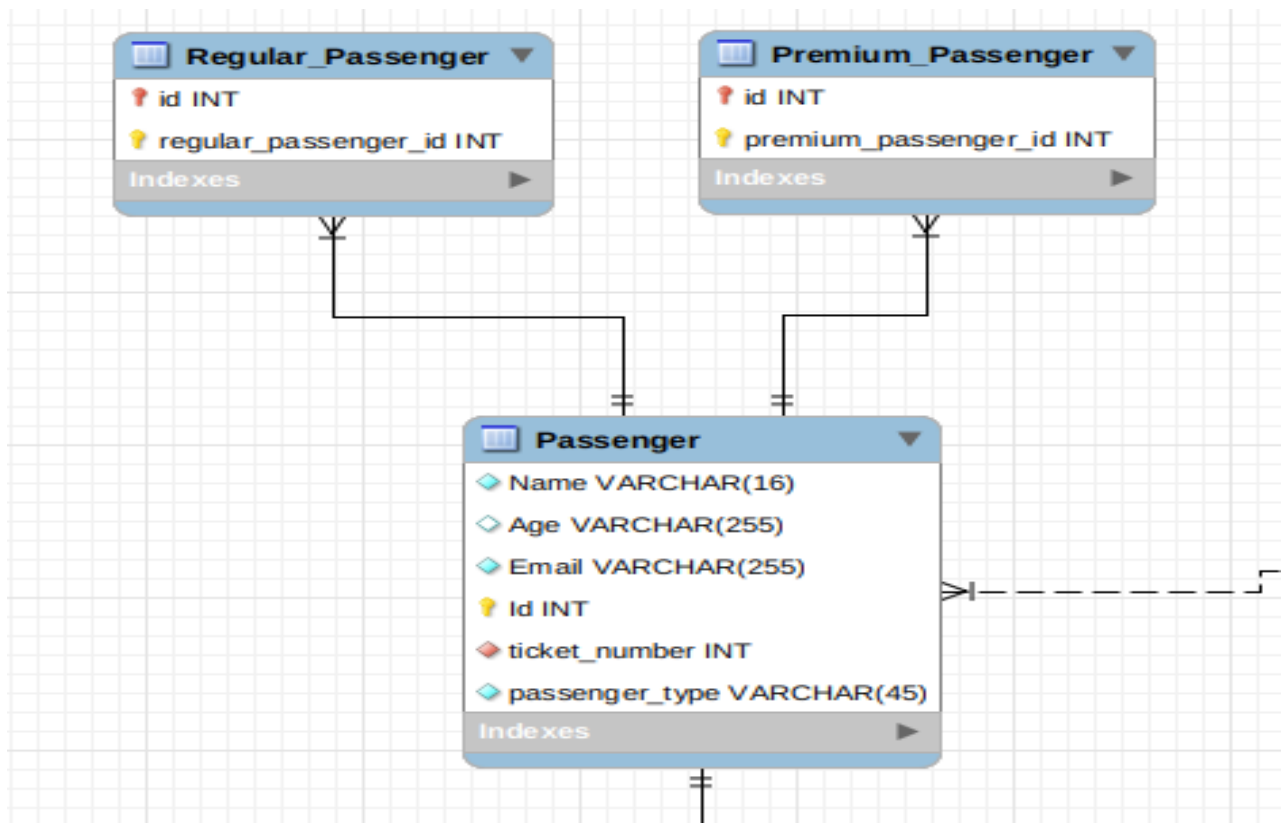 Regular_Passenger
id INT
regular_passenger_id INT
Indexes
Premium_Passenger
id INT
premium_passenger_id INT
Indexes
Passenger
Name VARCHAR(16)
Age VARCHAR(255)
Email VARCHAR(255)
Id INT
ticket_number INT
passenger_type VARCHAR(45)
Indexes